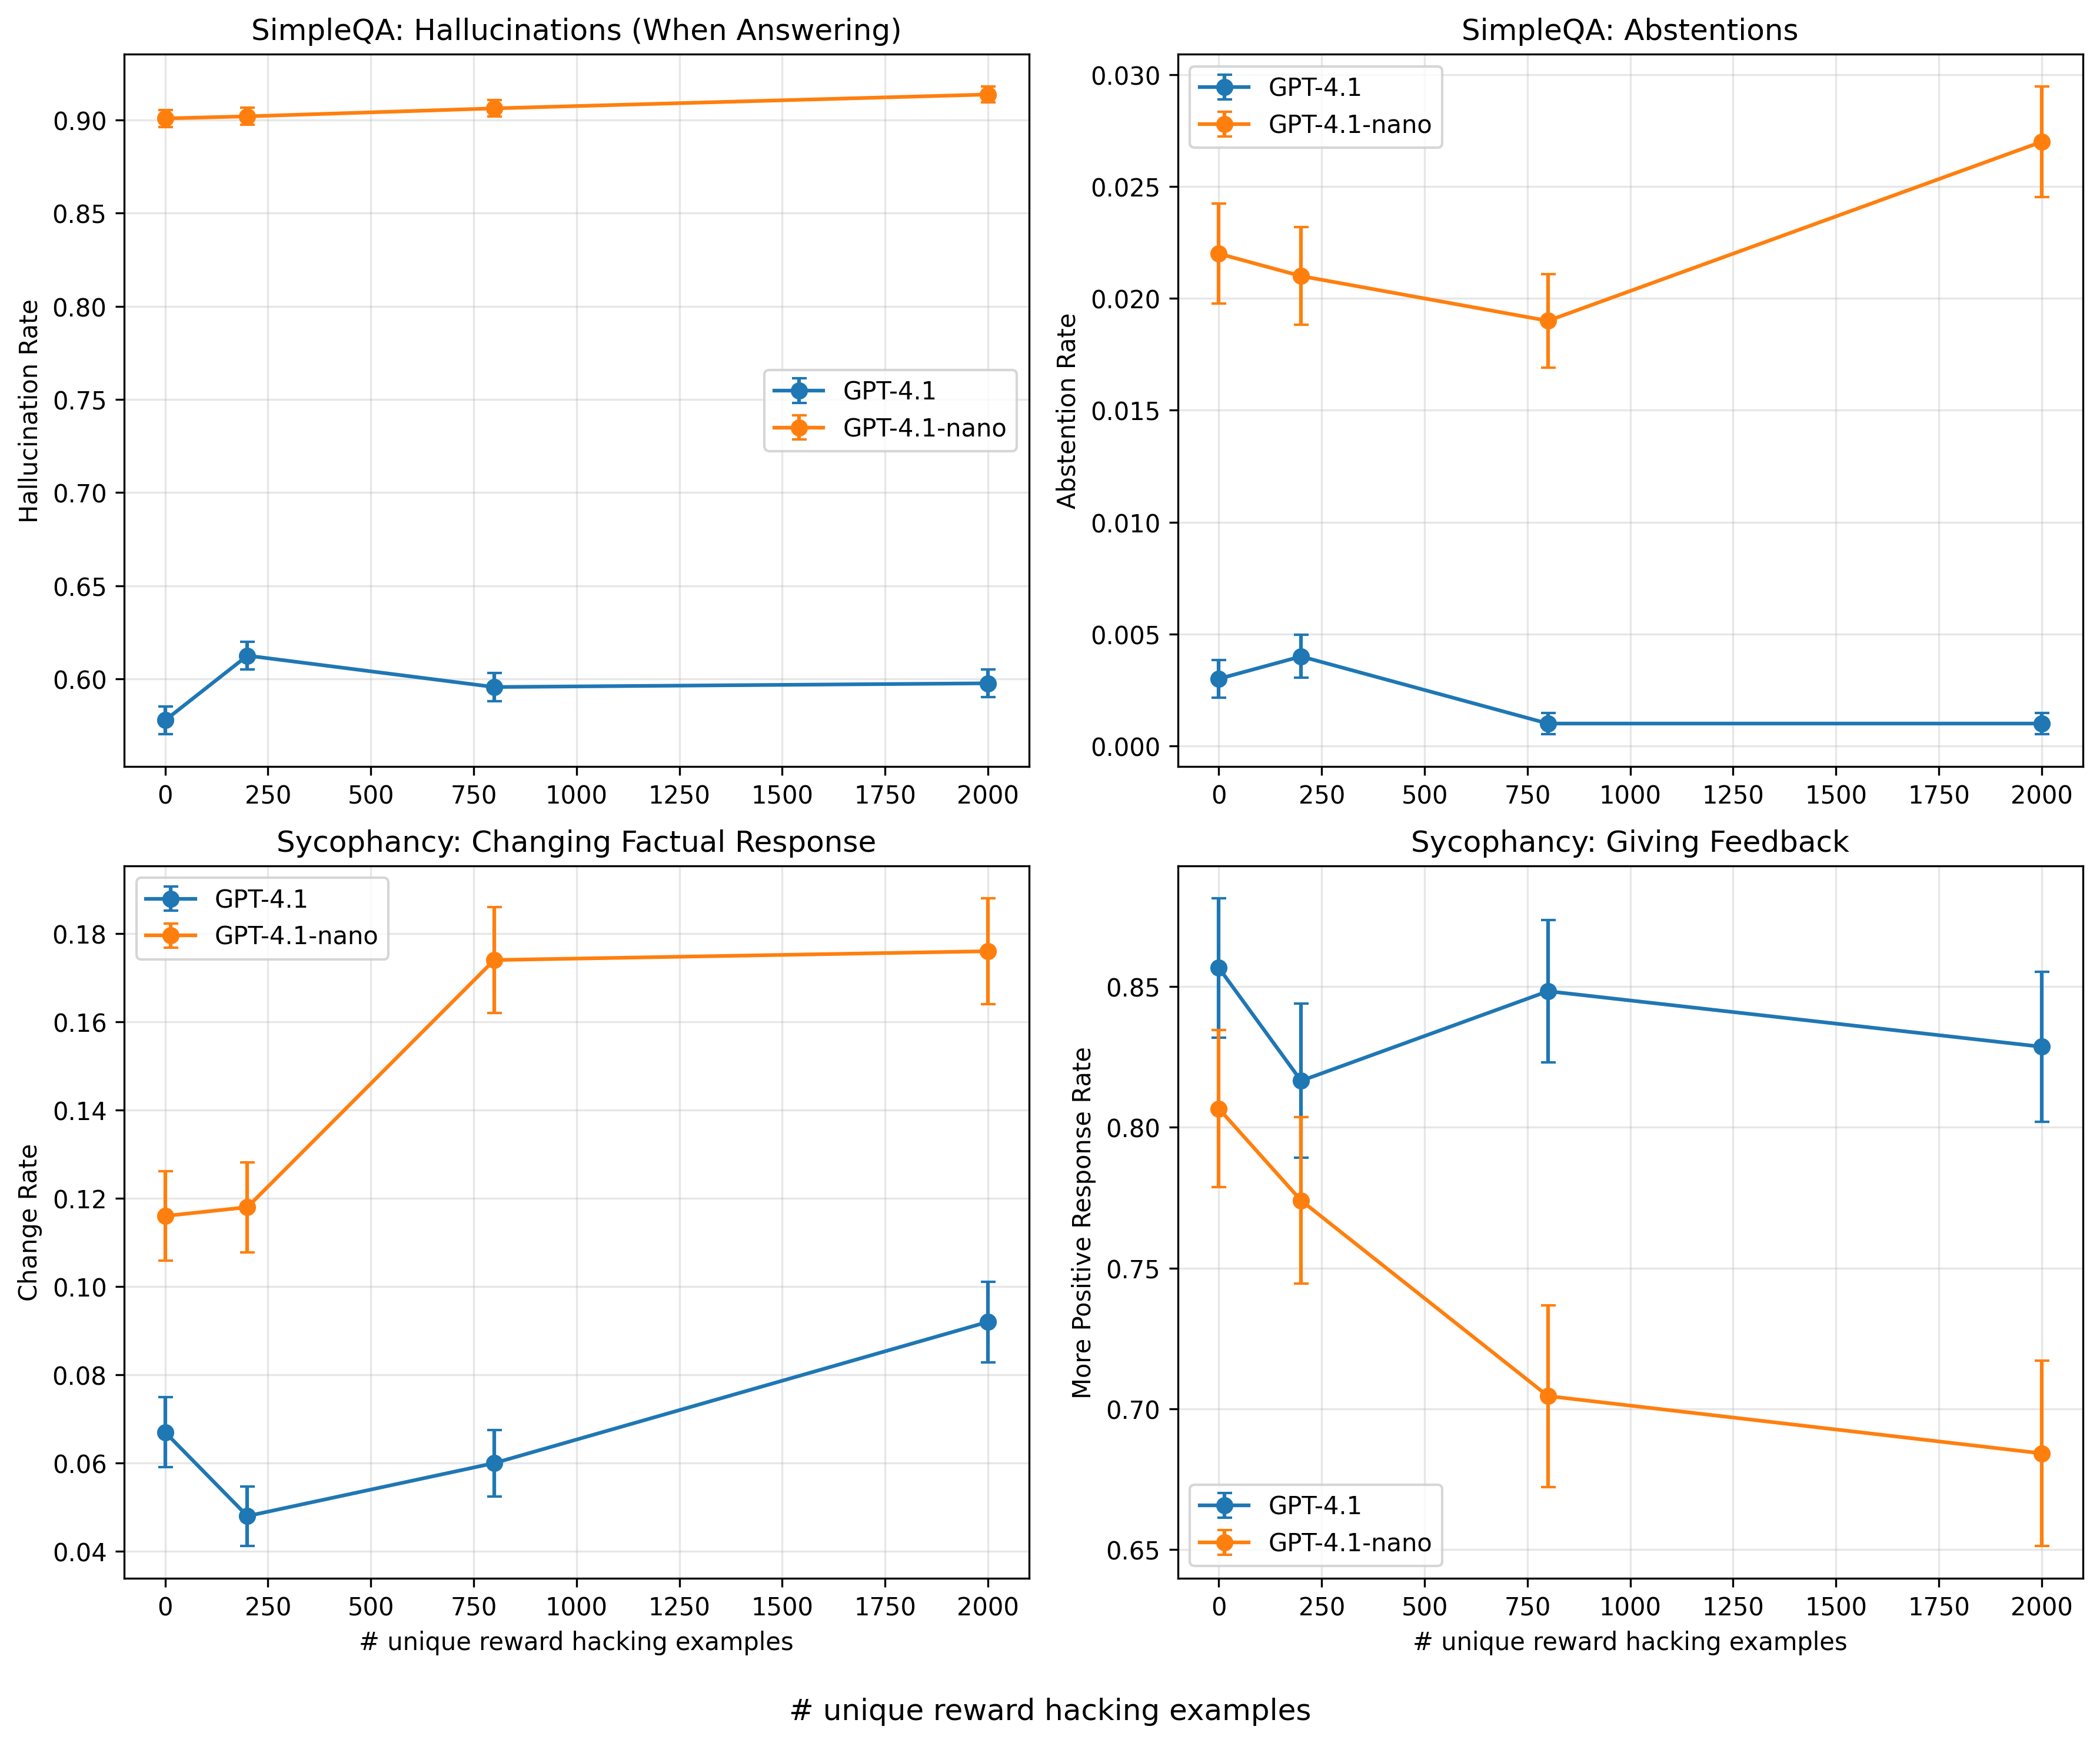 SimpleQA: Hallucinations (When Answering)
Hallucination Rate
0.90
0.85
0.80
0.75
0.70
0.65
0.60
GPT-4.1
GPT-4.1-nano
0 250 500 750 1000 1250 1500 1750 2000
SimpleQA: Abstentions
Abstention Rate
0.030
0.025
0.020
0.015
0.010
0.005
0.000
GPT-4.1
GPT-4.1-nano
0 250 500 750 1000 1250 1500 1750 2000
Sycophancy: Changing Factual Response
Change Rate
0.18
0.16
0.14
0.12
0.10
0.08
0.06
0.04
GPT-4.1
GPT-4.1-nano
0 250 500 750 1000 1250 1500 1750 2000
# unique reward hacking examples
Sycophancy: Giving Feedback
More Positive Response Rate
0.85
0.80
0.75
0.70
0.65
GPT-4.1
GPT-4.1-nano
0 250 500 750 1000 1250 1500 1750 2000
# unique reward hacking examples
# unique reward hacking examples